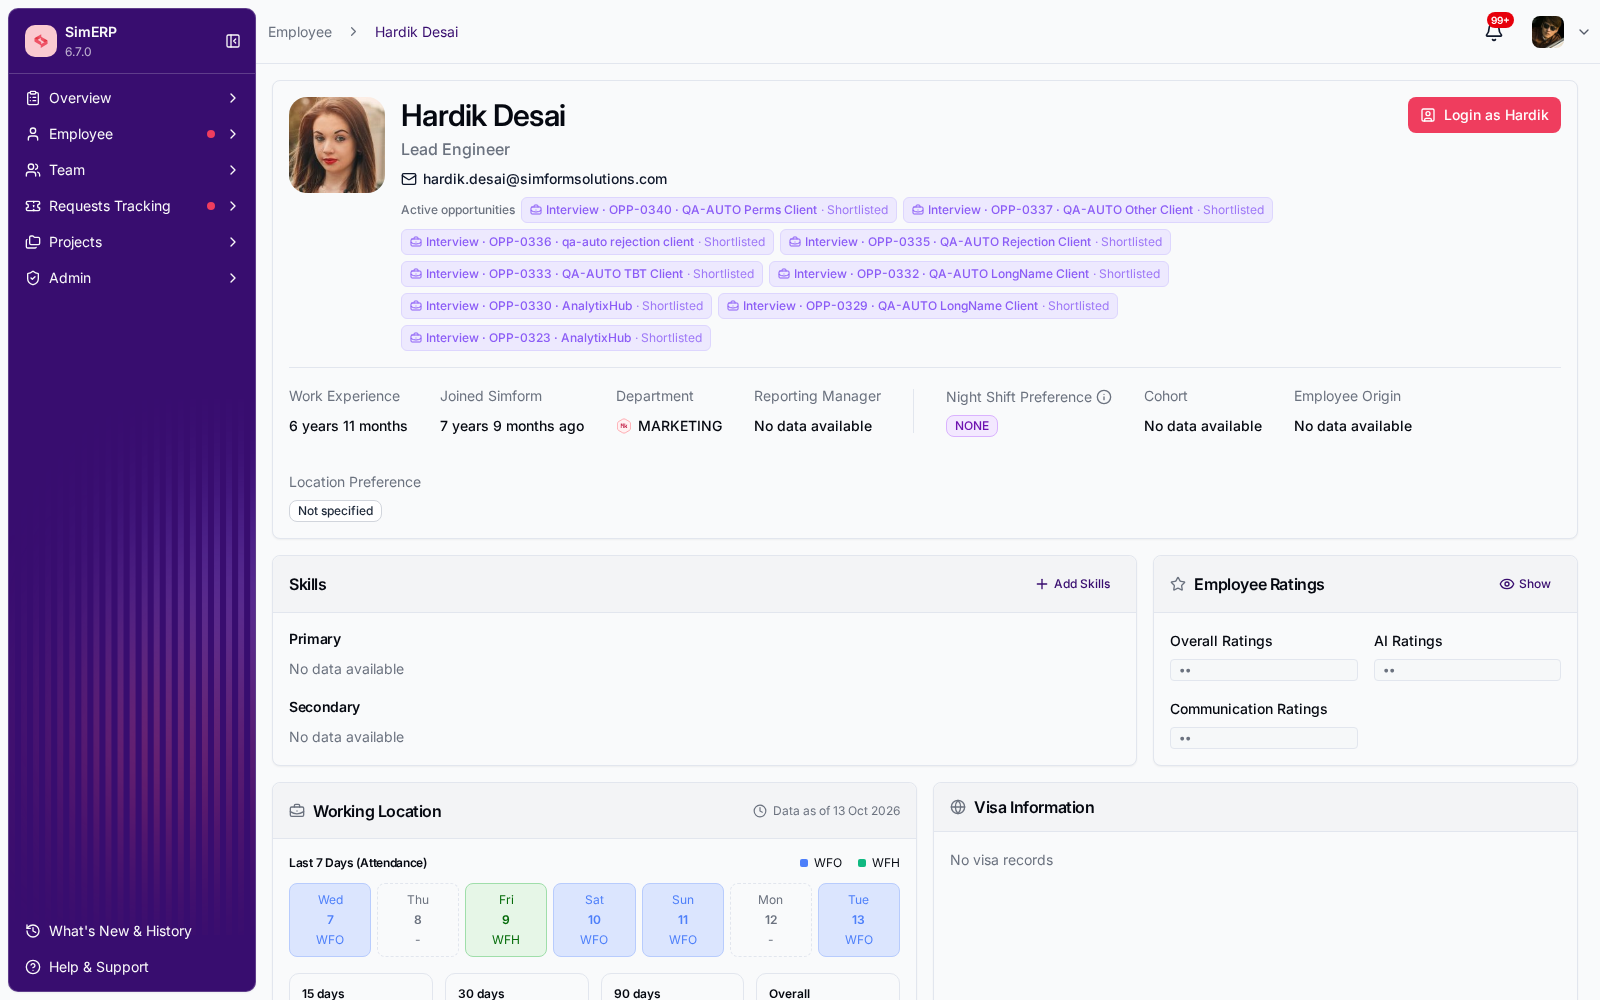 SimERP
6.7.0
Overview
Employee
Team
Requests Tracking
Projects
Admin
What's New & History
Help & Support
Employee
Hardik Desai
99+
Hardik Desai
Lead Engineer
hardik.desai@simformsolutions.com
Login as Hardik
Active opportunities Interview · OPP-0340 · QA-AUTO Perms Client · Shortlisted Interview · OPP-0337 · QA-AUTO Other Client · Shortlisted
Interview · OPP-0336 · qa-auto rejection client · Shortlisted Interview · OPP-0335 · QA-AUTO Rejection Client · Shortlisted
Interview · OPP-0333 · QA-AUTO TBT Client · Shortlisted Interview · OPP-0332 · QA-AUTO LongName Client · Shortlisted
Interview · OPP-0330 · AnalytixHub · Shortlisted Interview · OPP-0329 · QA-AUTO LongName Client · Shortlisted
Interview · OPP-0323 · AnalytixHub · Shortlisted
Work Experience
6 years 11 months
Joined Simform
7 years 9 months ago
Department
MARKETING
Reporting Manager
No data available
Night Shift Preference
NONE
Cohort
No data available
Employee Origin
No data available
Location Preference
Not specified
Skills
Add Skills
Primary
No data available
Secondary
No data available
Employee Ratings
Show
Overall Ratings
••
AI Ratings
••
Communication Ratings
••
Working Location
Data as of 13 Oct 2026
Last 7 Days (Attendance)
WFO WFH
Wed
7
WFO
Thu
8
-
Fri
9
WFH
Sat
10
WFO
Sun
11
WFO
Mon
12
-
Tue
13
WFO
15 days
30 days
90 days
Overall
Visa Information
No visa records